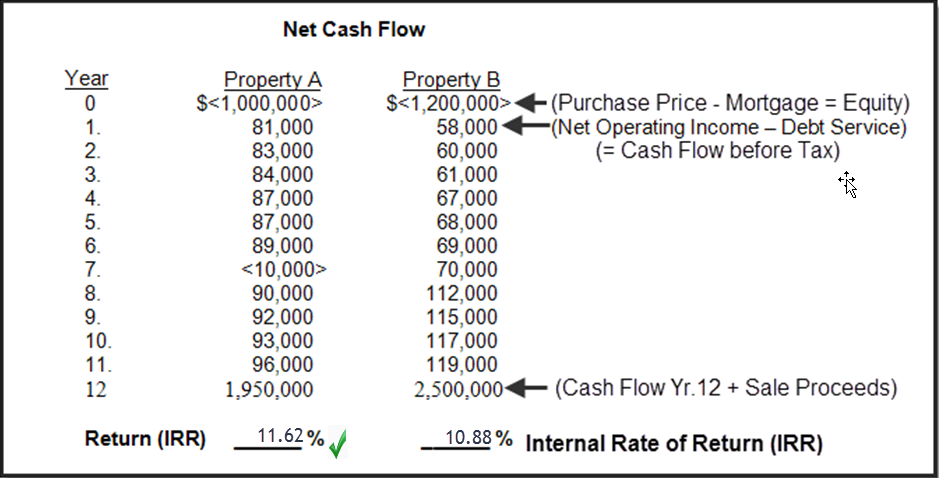 Net Cash Flow
Year Property A Property B
0 $<1,000,000> $<1,200,000> (Purchase Price - Mortgage = Equity)
1. 81,000 58,000 (Net Operating Income – Debt Service)
2. 83,000 60,000 (= Cash Flow before Tax)
3. 84,000 61,000
4. 87,000 67,000
5. 87,000 68,000
6. 89,000 69,000
7. <10,000> 70,000
8. 90,000 112,000
9. 92,000 115,000
10. 93,000 117,000
11. 96,000 119,000
12 1,950,000 2,500,000 (Cash Flow Yr.12 + Sale Proceeds)
Return (IRR) 11.62 % 10.88 % Internal Rate of Return (IRR)